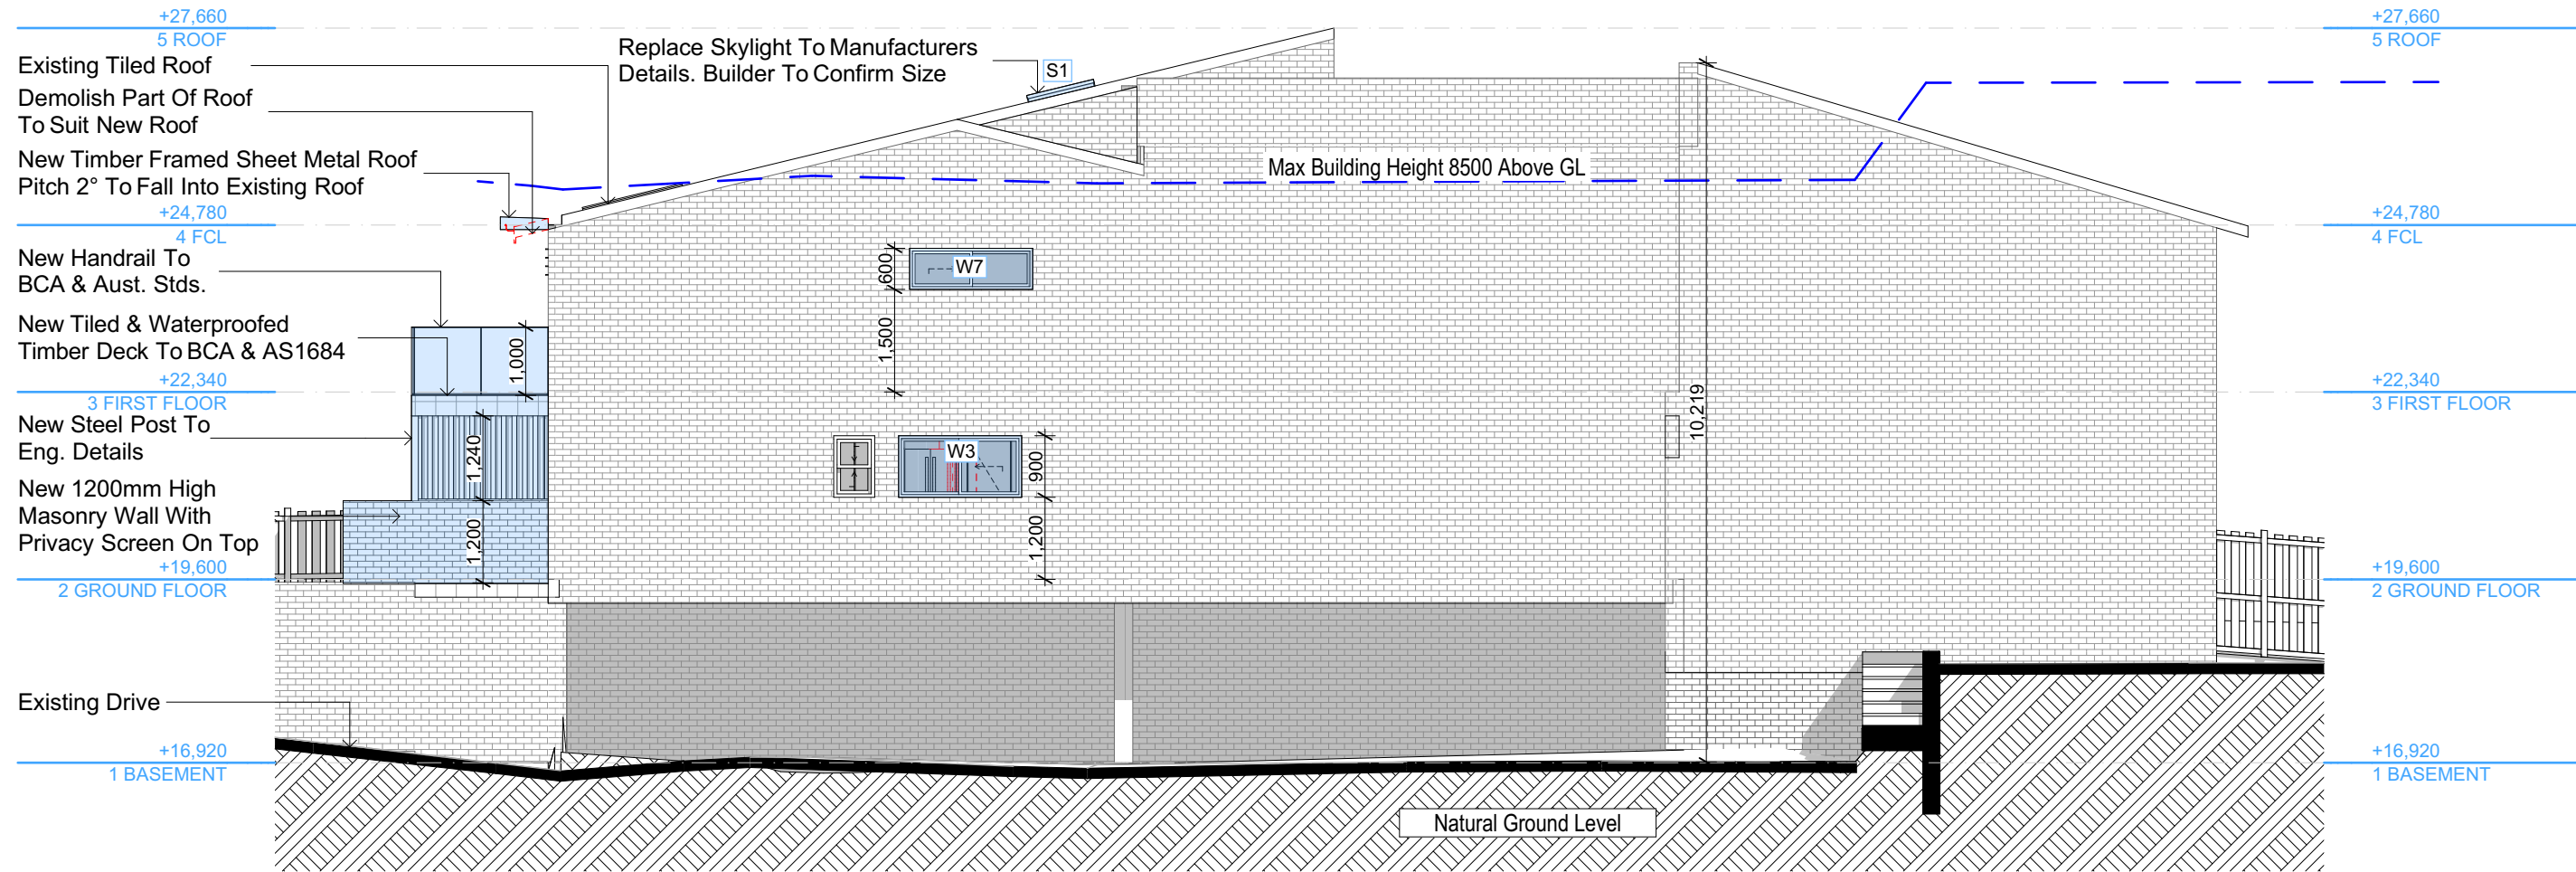 +27,660
5 ROOF
Existing Tiled Roof
Demolish Part Of Roof
To Suit New Roof
New Timber Framed Sheet Metal Roof
Pitch 2° To Fall Into Existing Roof
+24,780
4 FCL
New Handrail To
BCA & Aust. Stds.
New Tiled & Waterproofed
Timber Deck To BCA & AS1684
+22,340
3 FIRST FLOOR
New Steel Post To
Eng. Details
New 1200mm High
Masonry Wall With
Privacy Screen On Top
+19,600
2 GROUND FLOOR
Existing Drive
+16,920
1 BASEMENT
Replace Skylight To Manufacturers
Details. Builder To Confirm Size
S1
Max Building Height 8500 Above GL
600
W7
1,500
1,000
1,240
1,200
W3
900
1,200
10,219
Natural Ground Level
+27,660
5 ROOF
+24,780
4 FCL
+22,340
3 FIRST FLOOR
+19,600
2 GROUND FLOOR
+16,920
1 BASEMENT